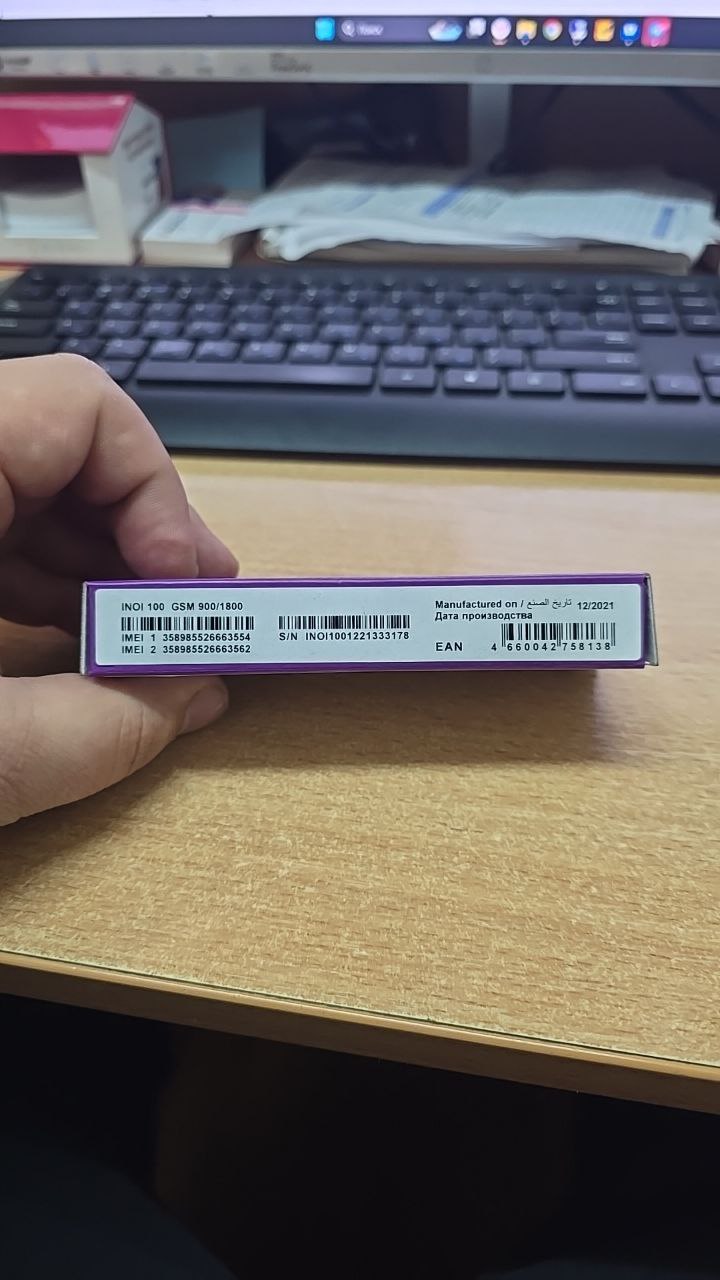 INOI 100 GSM 900/1800
IMEI 1 358985526663554
IMEI 2 358985526663562
S/N INOI1001221333178
Manufactured on / تاريخ الصنع 12/2021
Дата производства
EAN 4 660042 758138